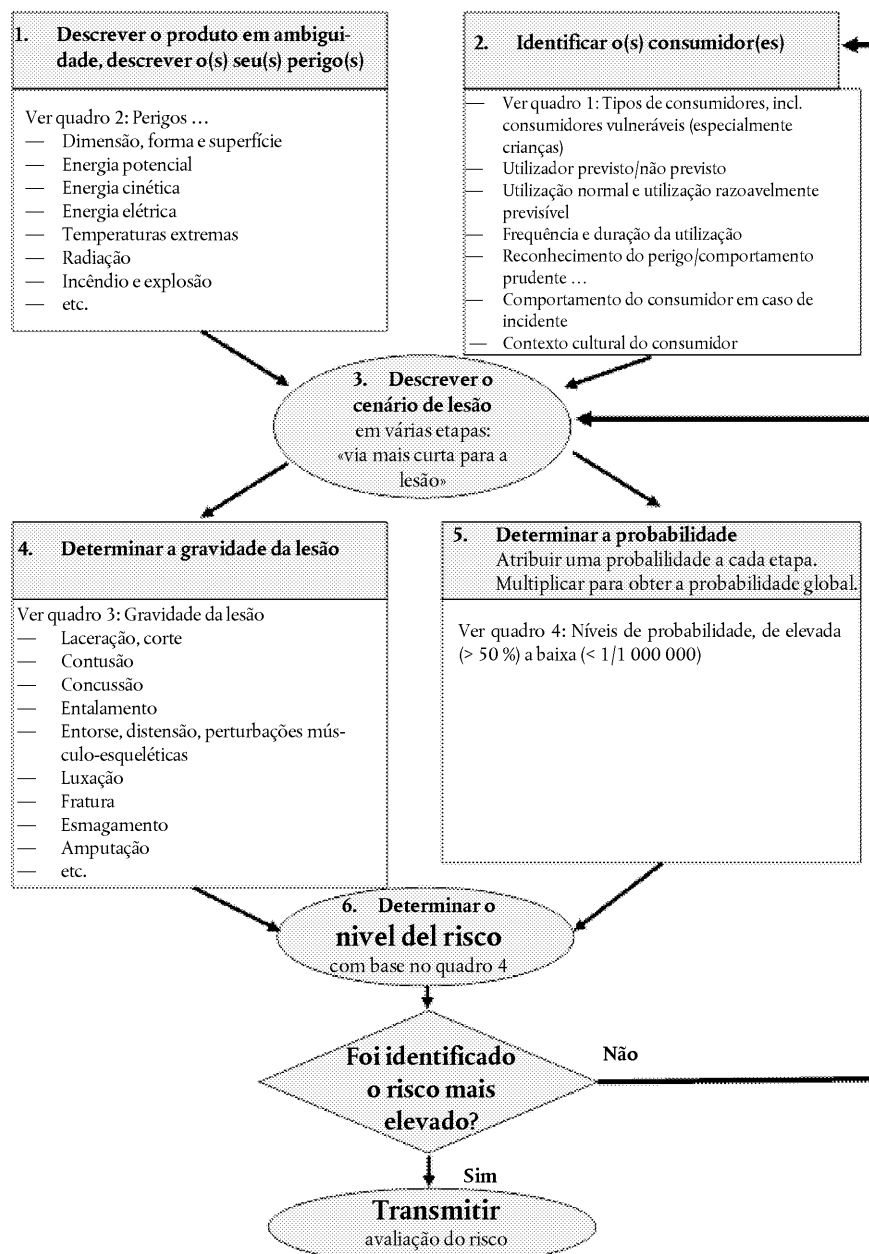 1. Descrever o produto em ambigui-
dade, descrever o(s) seu(s) perigo(s)
Ver quadro 2: Perigos …
— Dimensão, forma e superfície
— Energia potencial
— Energia cinética
— Energia elétrica
— Temperaturas extremas
— Radiação
— Incêndio e explosão
— etc.
2. Identificar o(s) consumidor(es)
— Ver quadro 1: Tipos de consumidores, incl.
consumidores vulneráveis (especialmente
crianças)
— Utilizador previsto/não previsto
— Utilização normal e utilização razoavelmente
previsível
— Frequência e duração da utilização
— Reconhecimento do perigo/comportamento
prudente …
— Comportamento do consumidor em caso de
incidente
— Contexto cultural do consumidor
3. Descrever o
cenário de lesão
em várias etapas:
«via mais curta para a
lesão»
4. Determinar a gravidade da lesão
Ver quadro 3: Gravidade da lesão
— Laceração, corte
— Contusão
— Concussão
— Entalamento
— Entorse, distensão, perturbações mús-
culo-esqueléticas
— Luxação
— Fratura
— Esmagamento
— Amputação
— etc.
5. Determinar a probabilidade
Atribuir uma probalilidade a cada etapa.
Multiplicar para obter a probabilidade global.
Ver quadro 4: Níveis de probabilidade, de elevada
(> 50 %) a baixa (< 1/1 000 000)
6. Determinar o
nivel del risco
com base no quadro 4
Foi identificado
o risco mais
elevado?
Não
Sim
Transmitir
avaliação do risco